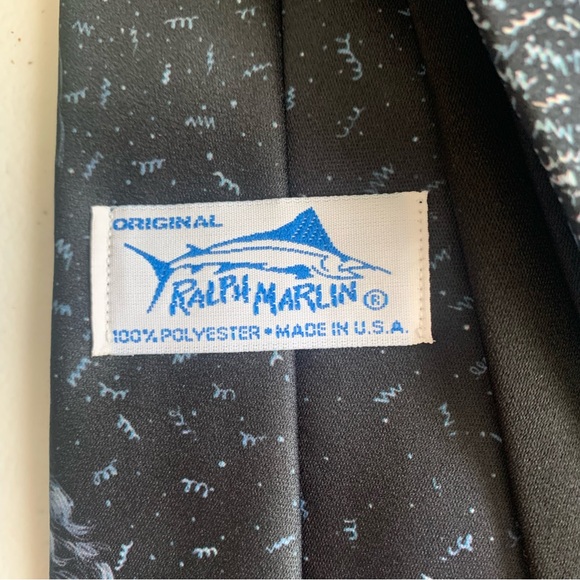 ORIGINAL
RALPH MARLIN ®
100% POLYESTER • MADE IN U.S.A.